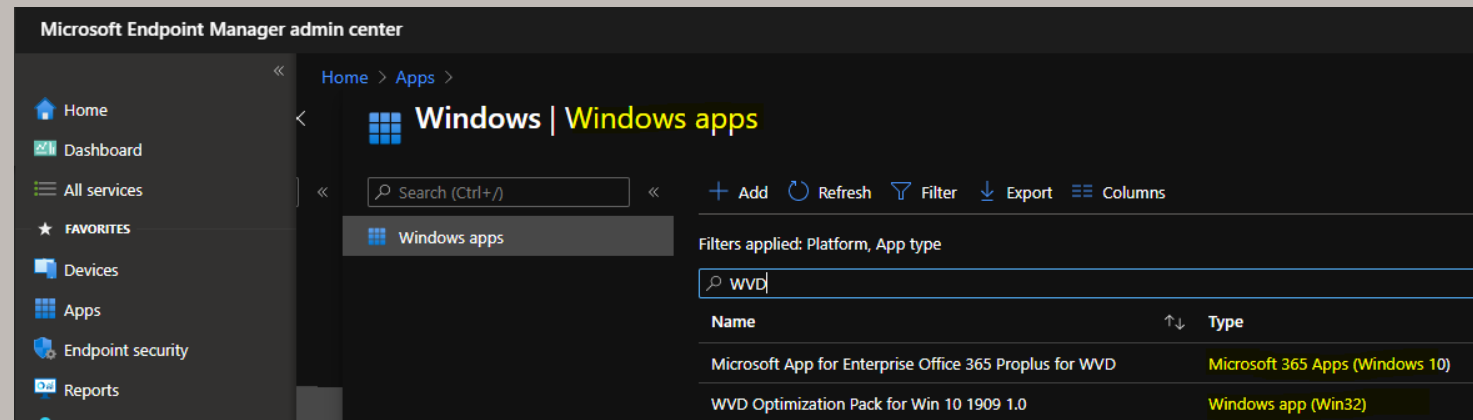 Microsoft Endpoint Manager admin center
Home > Apps >
Home
Dashboard
All services
FAVORITES
Devices
Apps
Endpoint security
Reports
Windows | Windows apps
Search (Ctrl+/)
Windows apps
Add Refresh Filter Export Columns
Filters applied: Platform, App type
WVD
Name Type
Microsoft App for Enterprise Office 365 Proplus for WVD Microsoft 365 Apps (Windows 10)
WVD Optimization Pack for Win 10 1909 1.0 Windows app (Win32)